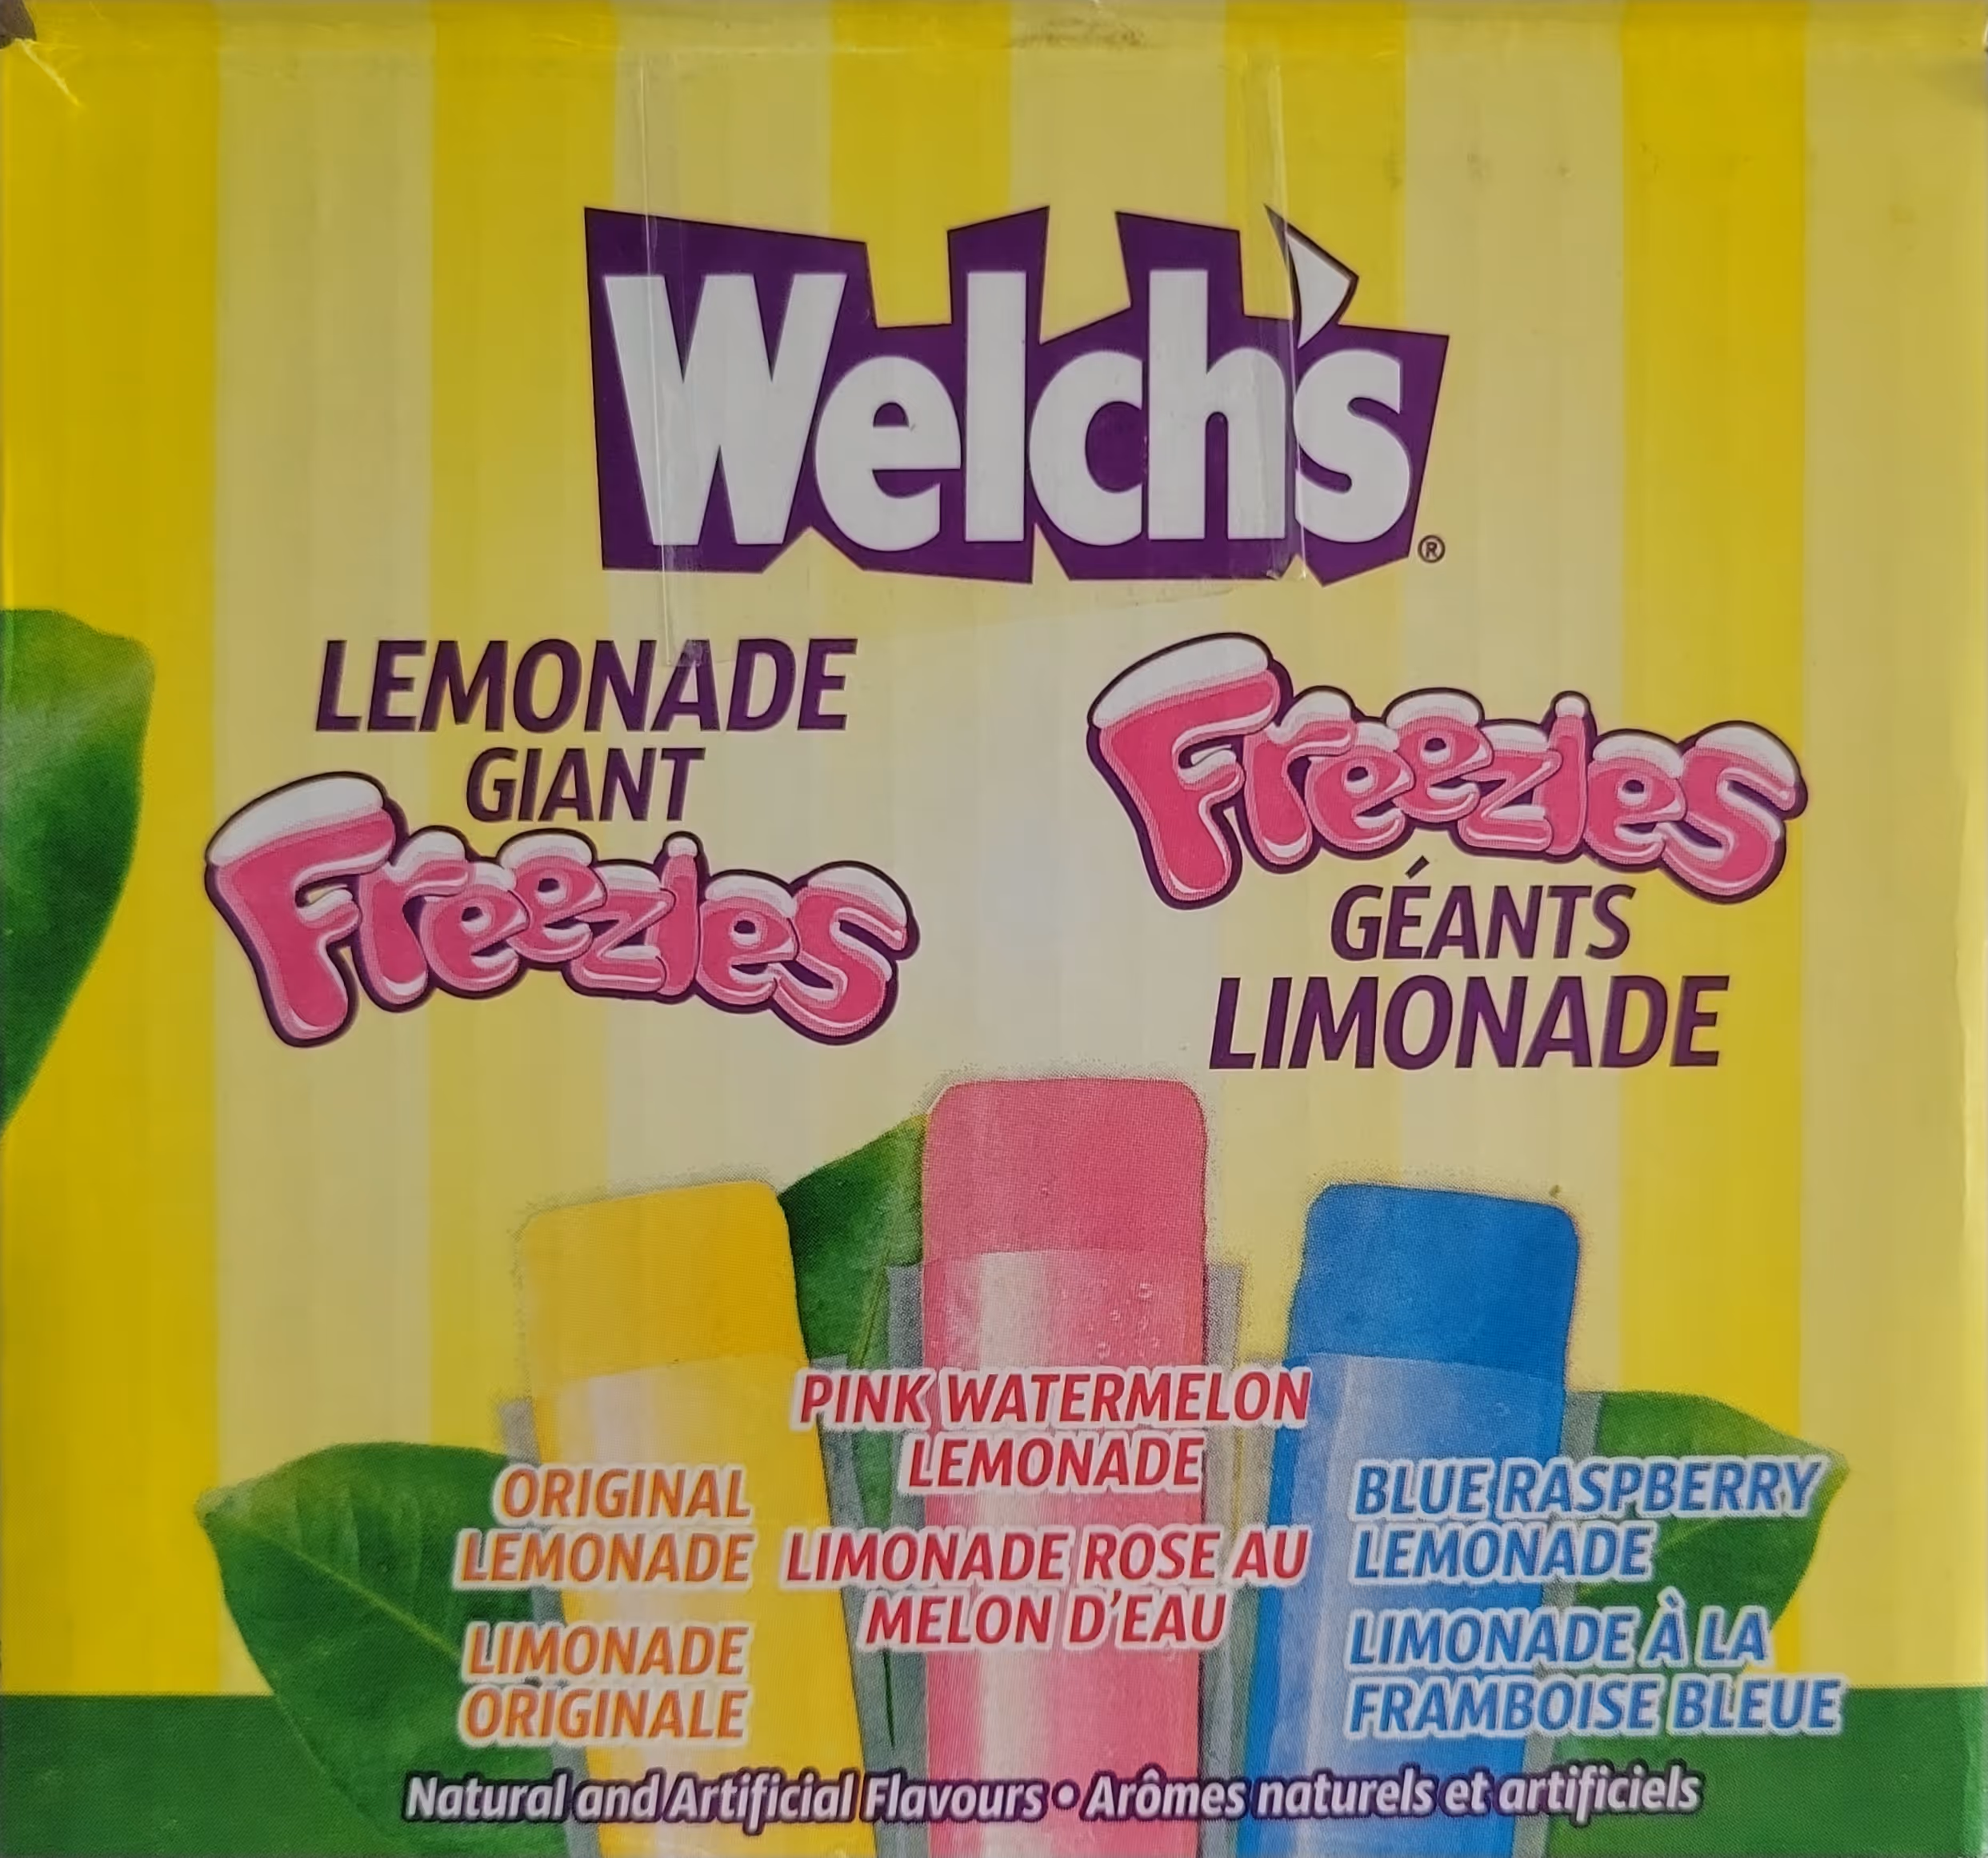 Welch's®
LEMONADE
GIANT
Freezies
Freezies
GÉANTS
LIMONADE
ORIGINAL
LEMONADE
LIMONADE
ORIGINALE
PINK WATERMELON
LEMONADE
LIMONADE ROSE AU
MELON D'EAU
BLUE RASPBERRY
LEMONADE
LIMONADE À LA
FRAMBOISE BLEUE
Natural and Artificial Flavours • Arômes naturels et artificiels